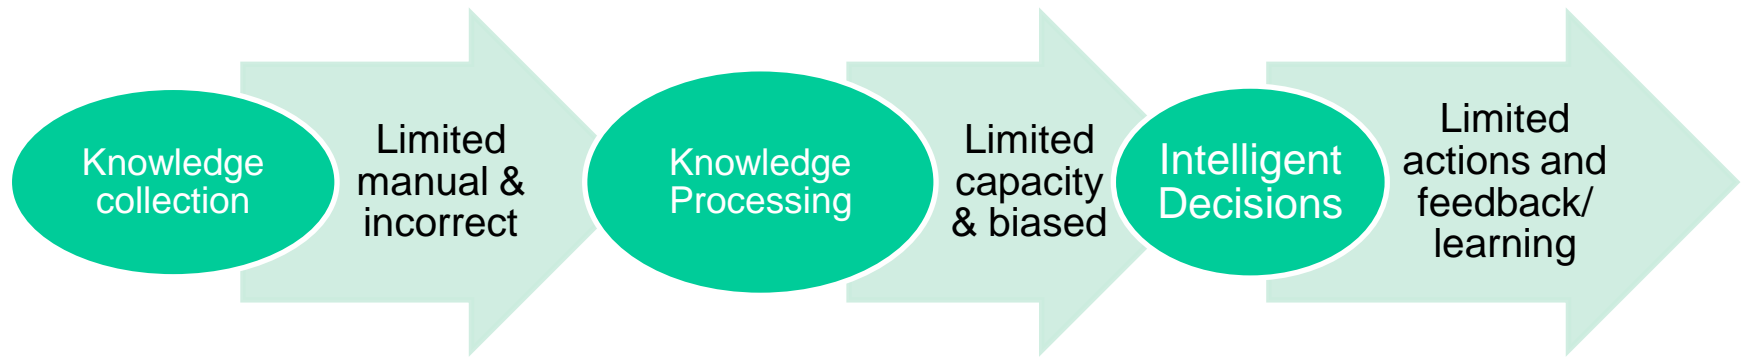 Knowledge
collection
Limited
manual &
incorrect
Knowledge
Processing
Limited
capacity
& biased
Intelligent
Decisions
Limited
actions and
feedback/
learning